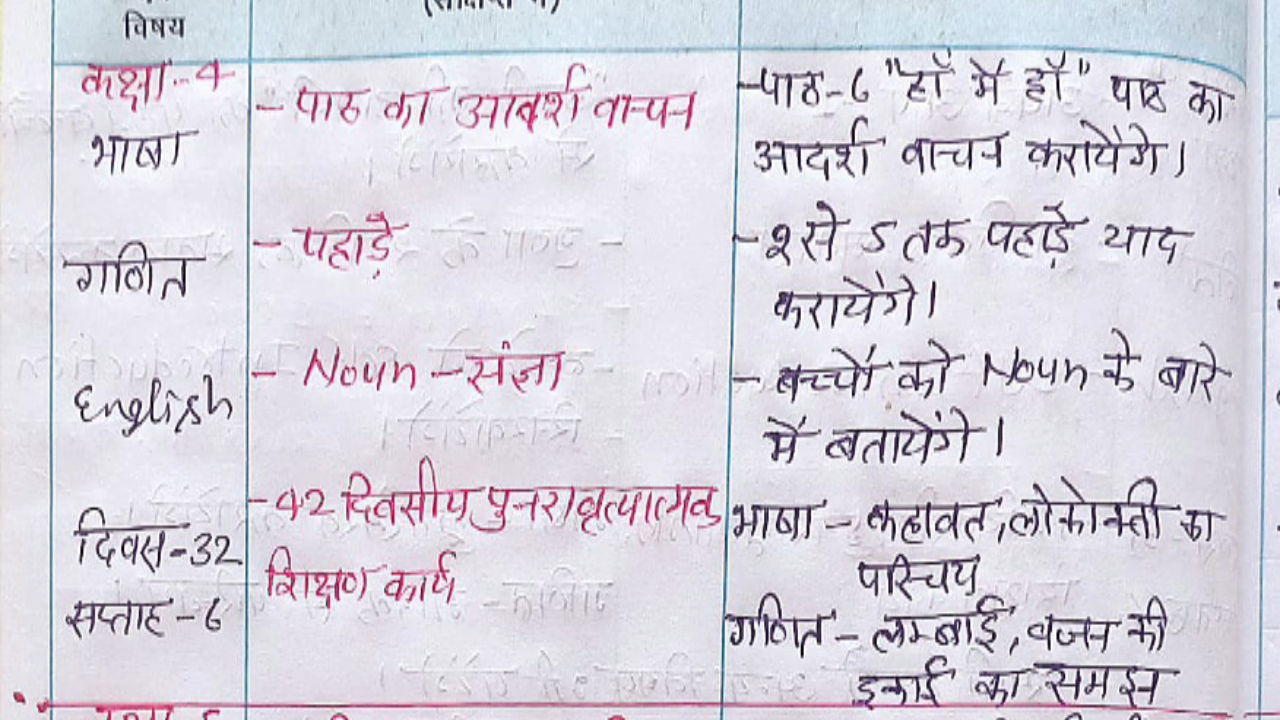 विषय
कक्षा-4
भाषा
- पाठ का आदर्श वाचन
-पाठ-6 "हाँ में हाँ" पाठ का
आदर्श वाचन करायेंगे।
गणित
- पहाड़े
-2 से 5 तक पहाड़े याद
करायेंगे।
English
- Noun -संज्ञा
- बच्चों को Noun के बारे
में बतायेंगे।
दिवस-32
सप्ताह-6
-42 दिवसीय पुनरावृत्यात्मक
शिक्षण कार्य
भाषा - कहावत, लोकोक्ती का
परिचय
गणित - लम्बाई, वजन की
इकाई का समझ